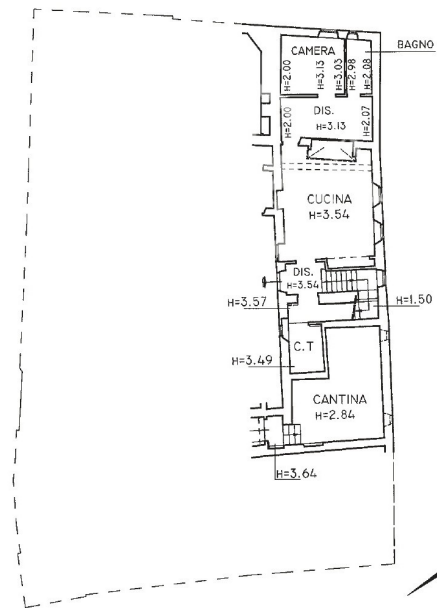 BAGNO
CAMERA
H=2.00
H=3.13
H=3.03
H=2.98
H=2.08
DIS.
H=3.13
H=2.00
H=2.07
CUCINA
H=3.54
DIS.
H=3.54
H=3.57
H=1.50
C.T
H=3.49
CANTINA
H=2.84
H=3.64